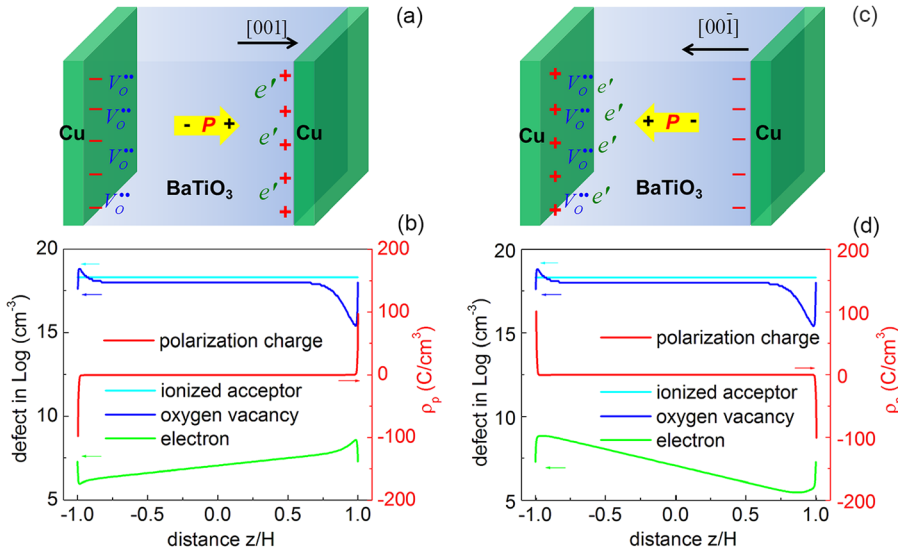 (a)
[001]
− V_O^•• e′ +
− V_O^•• +
Cu - P + e′ + Cu
− V_O^•• +
BaTiO₃ e′ +
− V_O^•• +
(b)
20
15
10
5
defect in Log (cm⁻³)
polarization charge
ionized acceptor
oxygen vacancy
electron
200
100
0
-100
-200
ρₚ (C/cm³)
-1.0 -0.5 0.0 0.5 1.0
distance z/H
(c)
[001̄]
+ V_O^•• e′ −
+ V_O^•• e′ −
Cu + + P - − Cu
+ V_O^•• e′ BaTiO₃ −
+ V_O^•• e′ −
(d)
20
15
10
5
defect in Log (cm⁻³)
polarization charge
ionized acceptor
oxygen vacancy
electron
200
100
0
-100
-200
ρₚ (C/cm³)
-1.0 -0.5 0.0 0.5 1.0
distance z/H